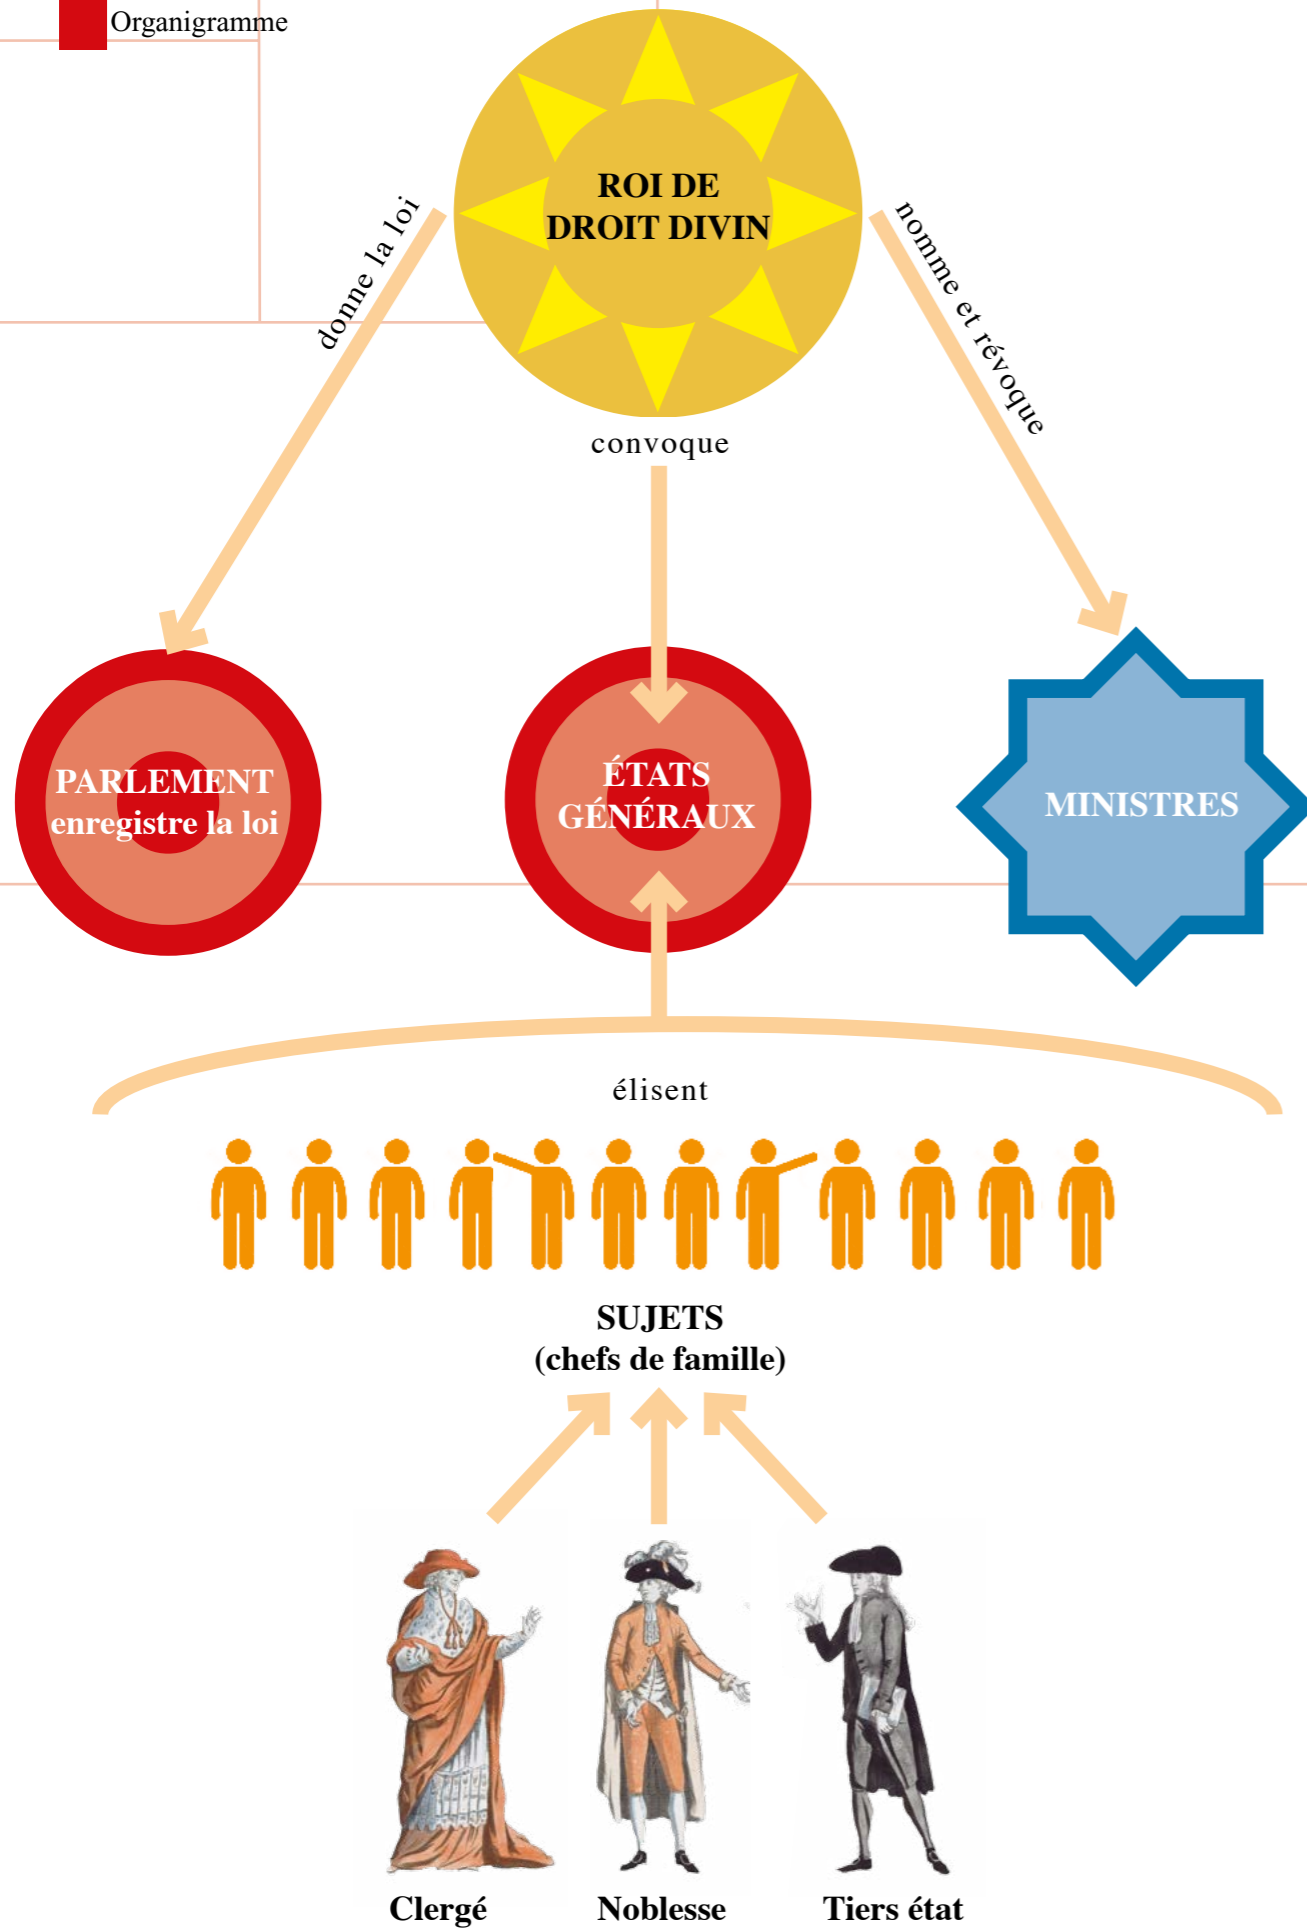 Organigramme
ROI DE
DROIT DIVIN
donne la loi
nomme et révoque
convoque
PARLEMENT
enregistre la loi
ÉTATS
GÉNÉRAUX
MINISTRES
élisent
SUJETS
(chefs de famille)
Clergé
Noblesse
Tiers état